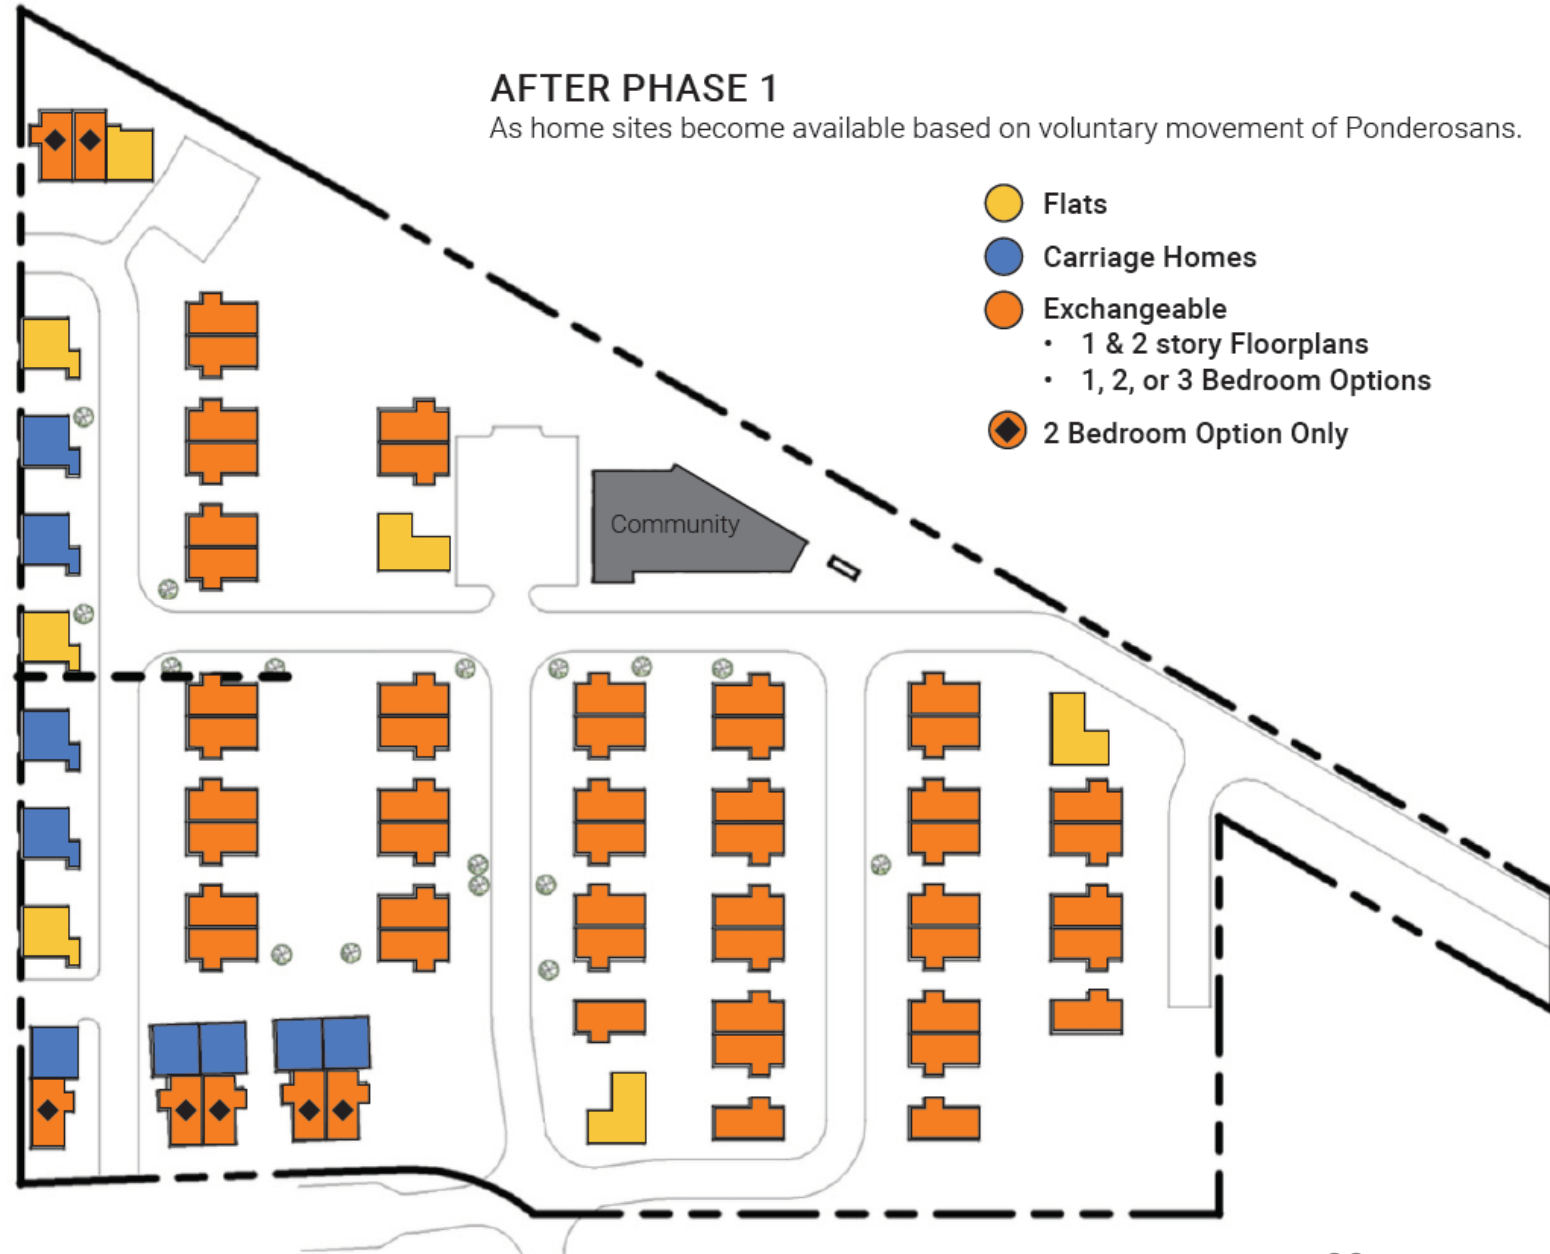 AFTER PHASE 1
As home sites become available based on voluntary movement of Ponderosans.
Flats
Carriage Homes
Exchangeable
• 1 & 2 story Floorplans
• 1, 2, or 3 Bedroom Options
2 Bedroom Option Only
Community